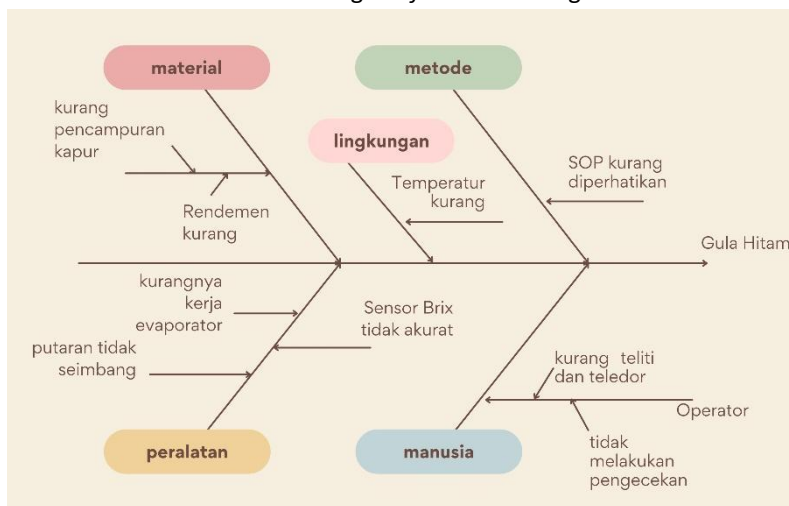 material
metode
kurang
pencampuran
kapur
lingkungan
Rendemen
kurang
Temperatur
kurang
SOP kurang
diperhatikan
Gula Hitam
kurangnya
kerja
evaporator
Sensor Brix
tidak akurat
putaran tidak
seimbang
kurang teliti
dan teledor
Operator
tidak
melakukan
pengecekan
peralatan
manusia